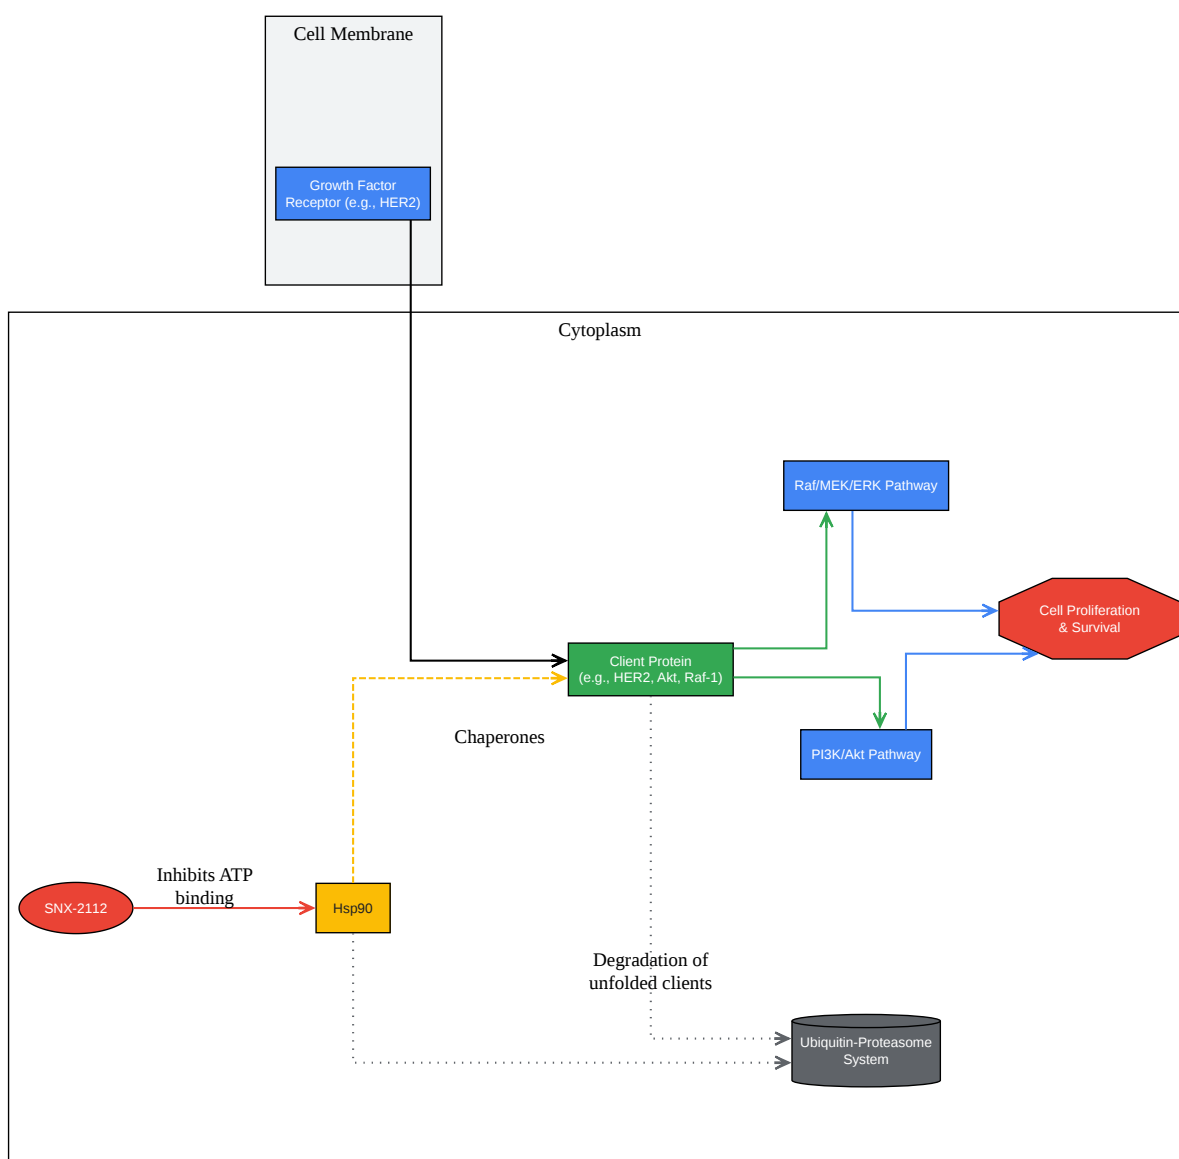 Cell Membrane
Growth Factor
Receptor (e.g., HER2)
Cytoplasm
Raf/MEK/ERK Pathway
Cell Proliferation
& Survival
Client Protein
(e.g., HER2, Akt, Raf-1)
Chaperones
PI3K/Akt Pathway
Inhibits ATP
binding
SNX-2112
Hsp90
Degradation of
unfolded clients
Ubiquitin-Proteasome
System